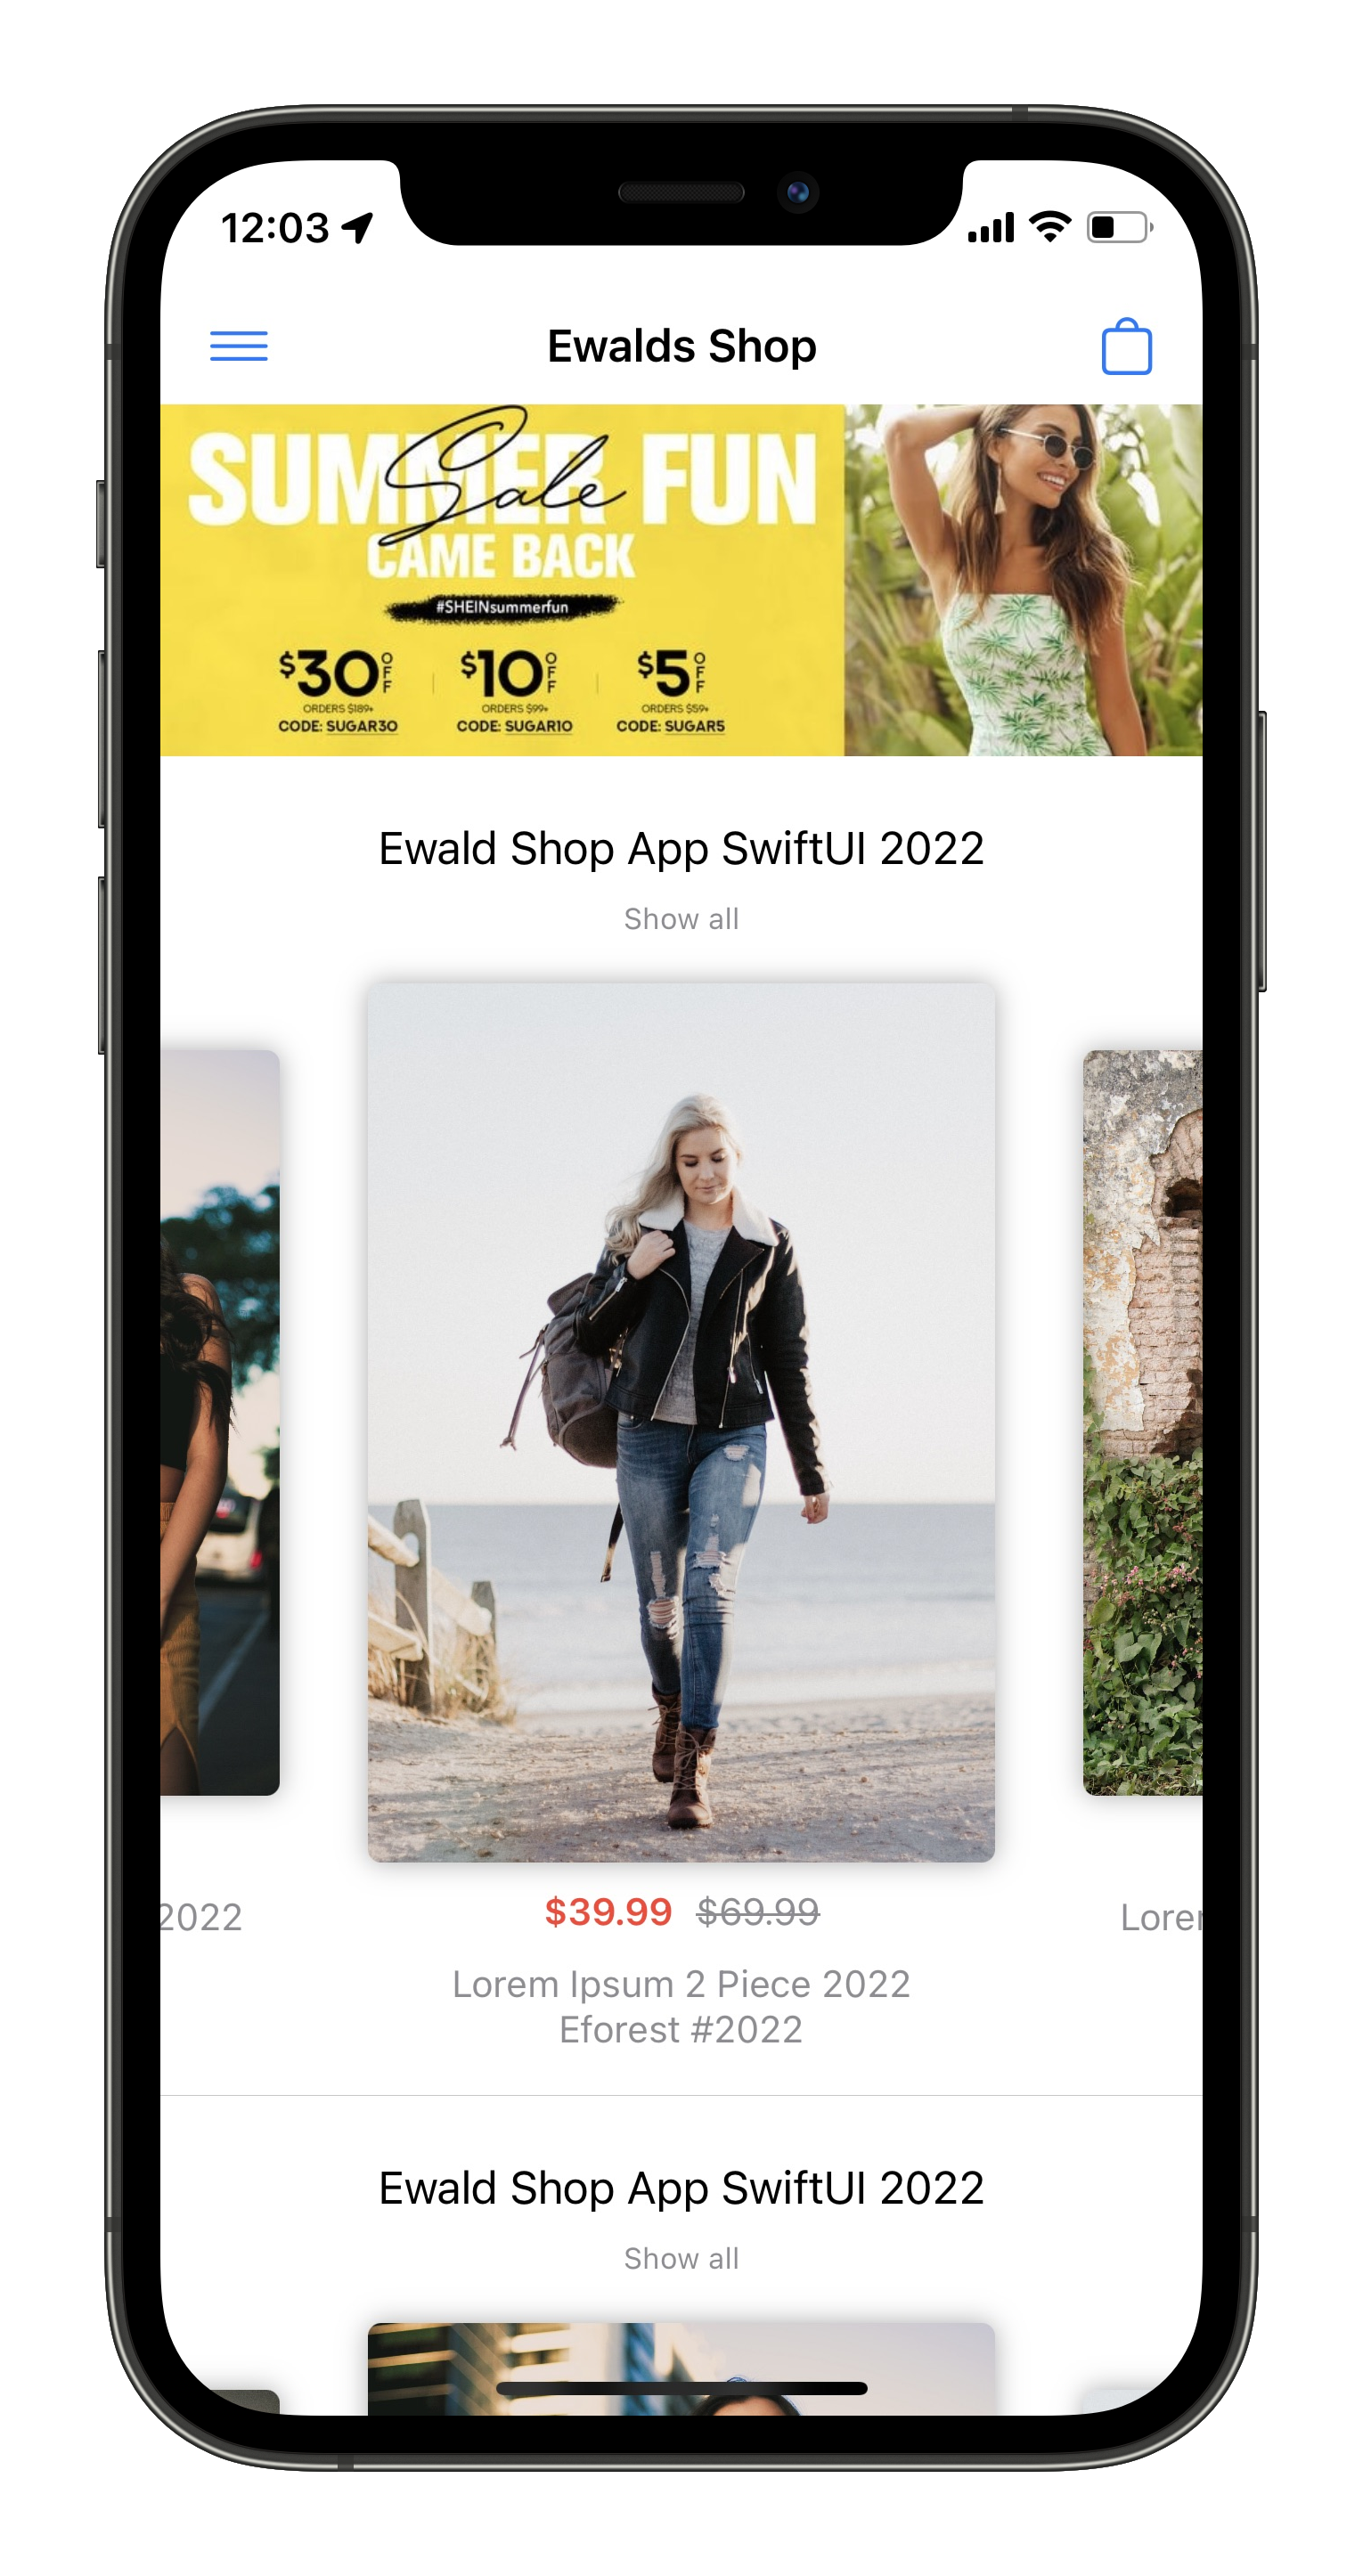 12:03
Ewalds Shop
SUMMER FUN
Sale
CAME BACK
#SHEINsummerfun
$30 OFF $10 OFF $5 OFF
ORDERS $189+ ORDERS $99+ ORDERS $59+
CODE: SUGAR30 CODE: SUGAR10 CODE: SUGAR5
Ewald Shop App SwiftUI 2022
Show all
$39.99 $69.99
2022 Lorem Ipsum 2 Piece 2022
Eforest #2022
Ewald Shop App SwiftUI 2022
Show all